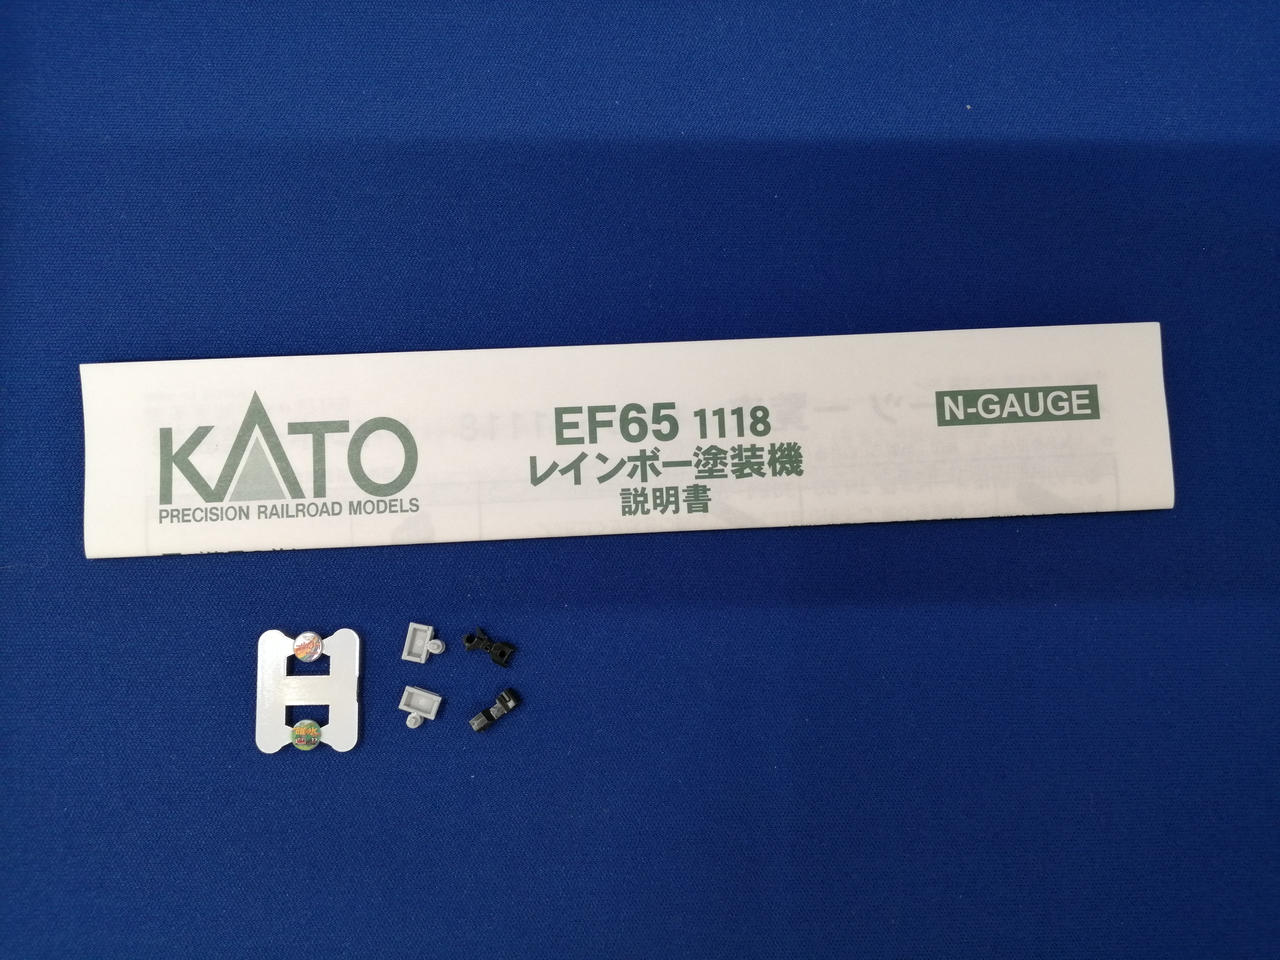 KATO
PRECISION RAILROAD MODELS
EF65 1118
レインボー塗装機
説明書
N-GAUGE